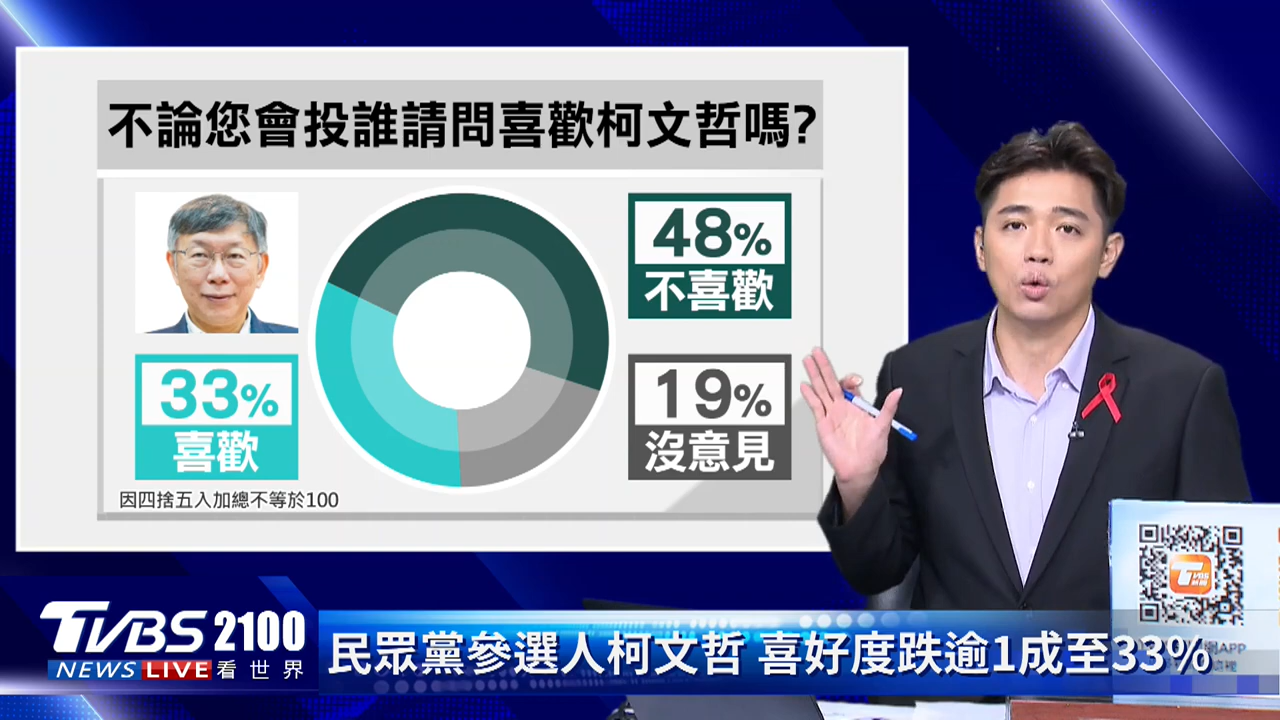 不論您會投誰請問喜歡柯文哲嗎?
48%
不喜歡
33%
喜歡
19%
沒意見
因四捨五入加總不等於100
TVBS 2100
NEWS LIVE 看世界
民眾黨參選人柯文哲 喜好度跌逾1成至33%
TVBS
APP